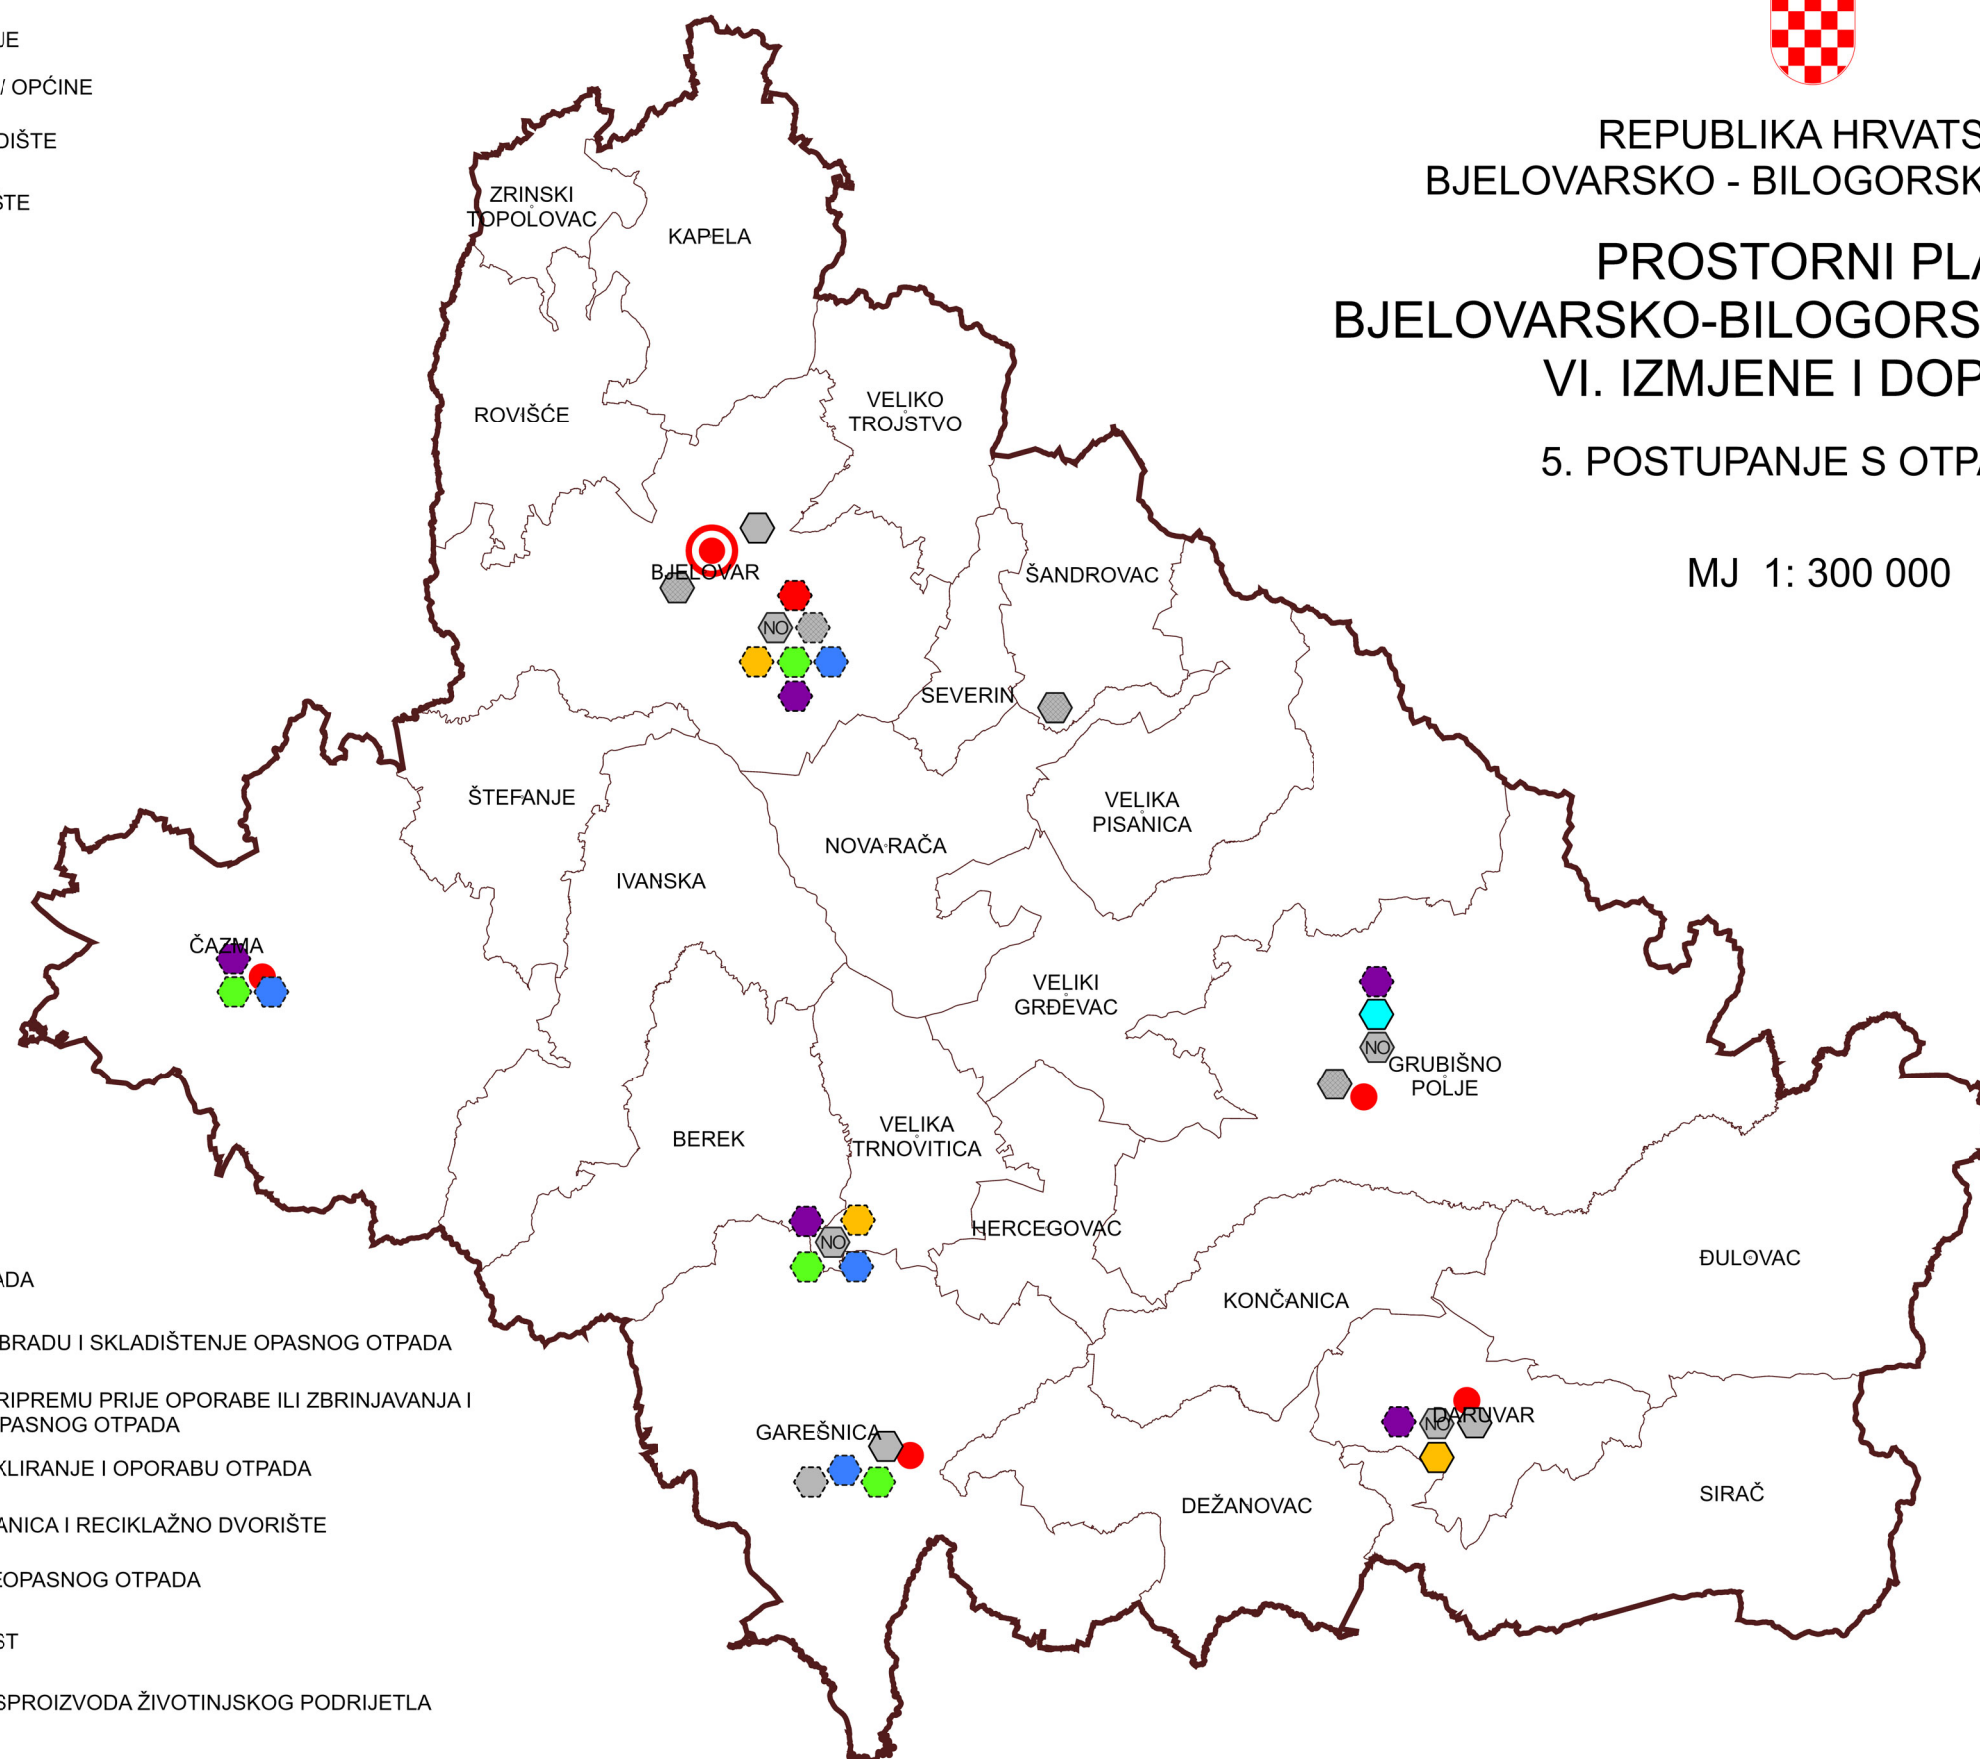 JE
/ OPĆINE
DIŠTE
STE
REPUBLIKA HRVATS
BJELOVARSKO - BILOGORSK
PROSTORNI PLA
BJELOVARSKO-BILOGORS
VI. IZMJENE I DOP
5. POSTUPANJE S OTPA
MJ 1: 300 000
ZRINSKI
TOPOLOVAC
KAPELA
ROVIŠĆE
VELIKO
TROJSTVO
BJELOVAR
ŠANDROVAC
NO
SEVERIN
ŠTEFANJE
VELIKA
PISANICA
NOVA RAČA
IVANSKA
ČAZMA
VELIKI
GRĐEVAC
NO
GRUBIŠNO
POLJE
BEREK
VELIKA
TRNOVITICA
HERCEGOVAC
NO
ĐULOVAC
KONČANICA
GAREŠNICA
NO
DARUVAR
DEŽANOVAC
SIRAČ
ADA
BRADU I SKLADIŠTENJE OPASNOG OTPADA
RIPREMU PRIJE OPORABE ILI ZBRINJAVANJA I
PASNOG OTPADA
KLIRANJE I OPORABU OTPADA
ANICA I RECIKLAŽNO DVORIŠTE
EOPASNOG OTPADA
ST
SPROIZVODA ŽIVOTINJSKOG PODRIJETLA